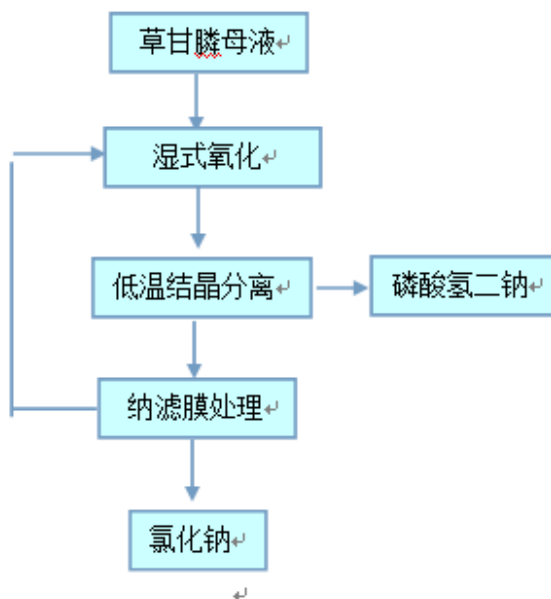 草甘膦母液
湿式氧化
低温结晶分离
磷酸氢二钠
纳滤膜处理
氯化钠